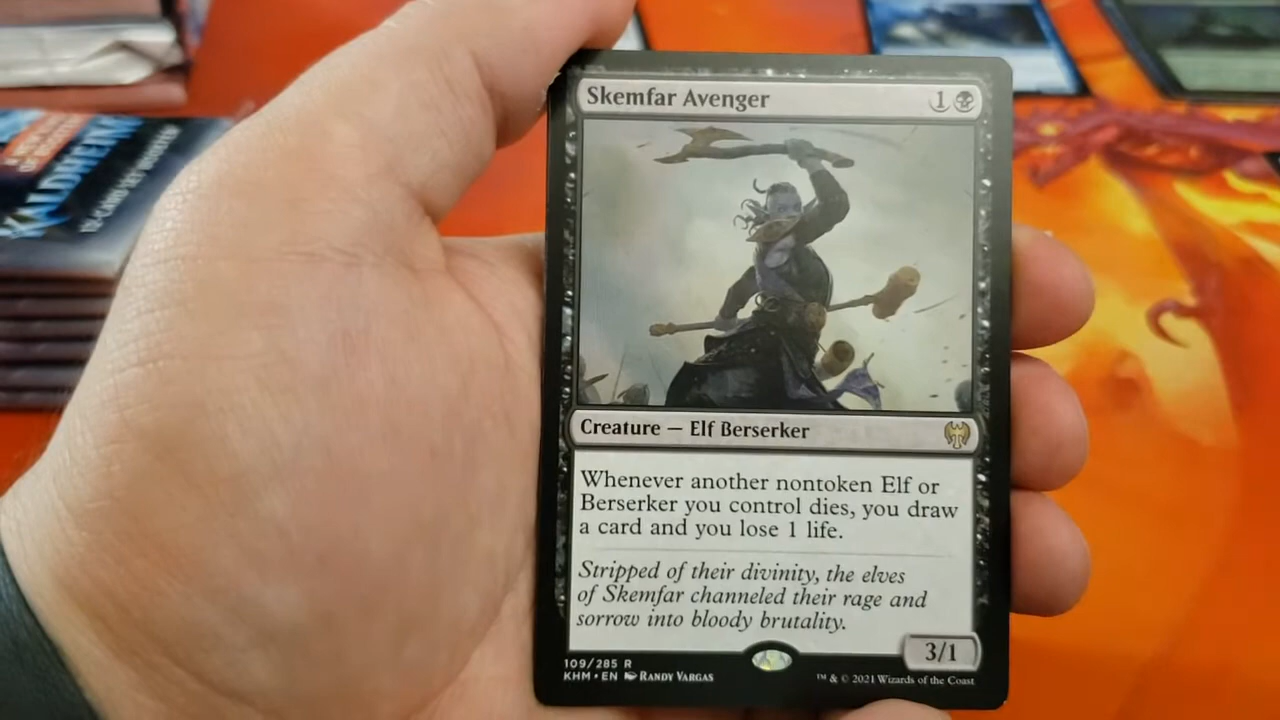 Skemfar Avenger 1
Creature — Elf Berserker
Whenever another nontoken Elf or
Berserker you control dies, you draw
a card and you lose 1 life.
Stripped of their divinity, the elves
of Skemfar channeled their rage and
sorrow into bloody brutality.
3/1
109/285 R
KHM • EN RANDY VARGAS
™ & © 2021 Wizards of the Coast
KALDHEIM